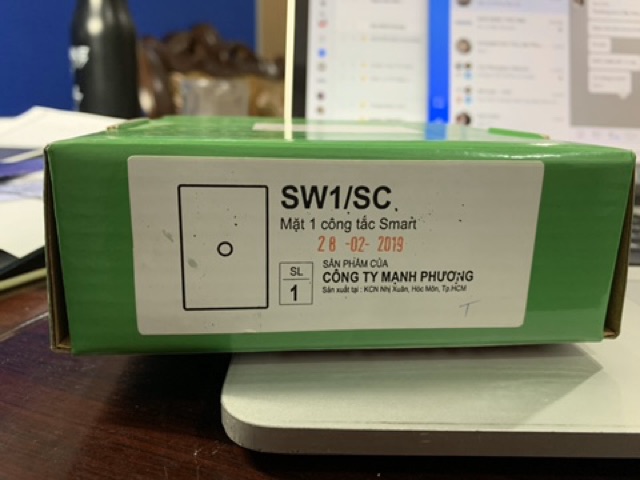 SW1/SC
Mặt 1 công tắc Smart
28 -02- 2019
SẢN PHẨM CỦA
SL
CÔNG TY MẠNH PHƯƠNG
1
Sản xuất tại : KCN Nhị Xuân, Hóc Môn, Tp.HCM
T